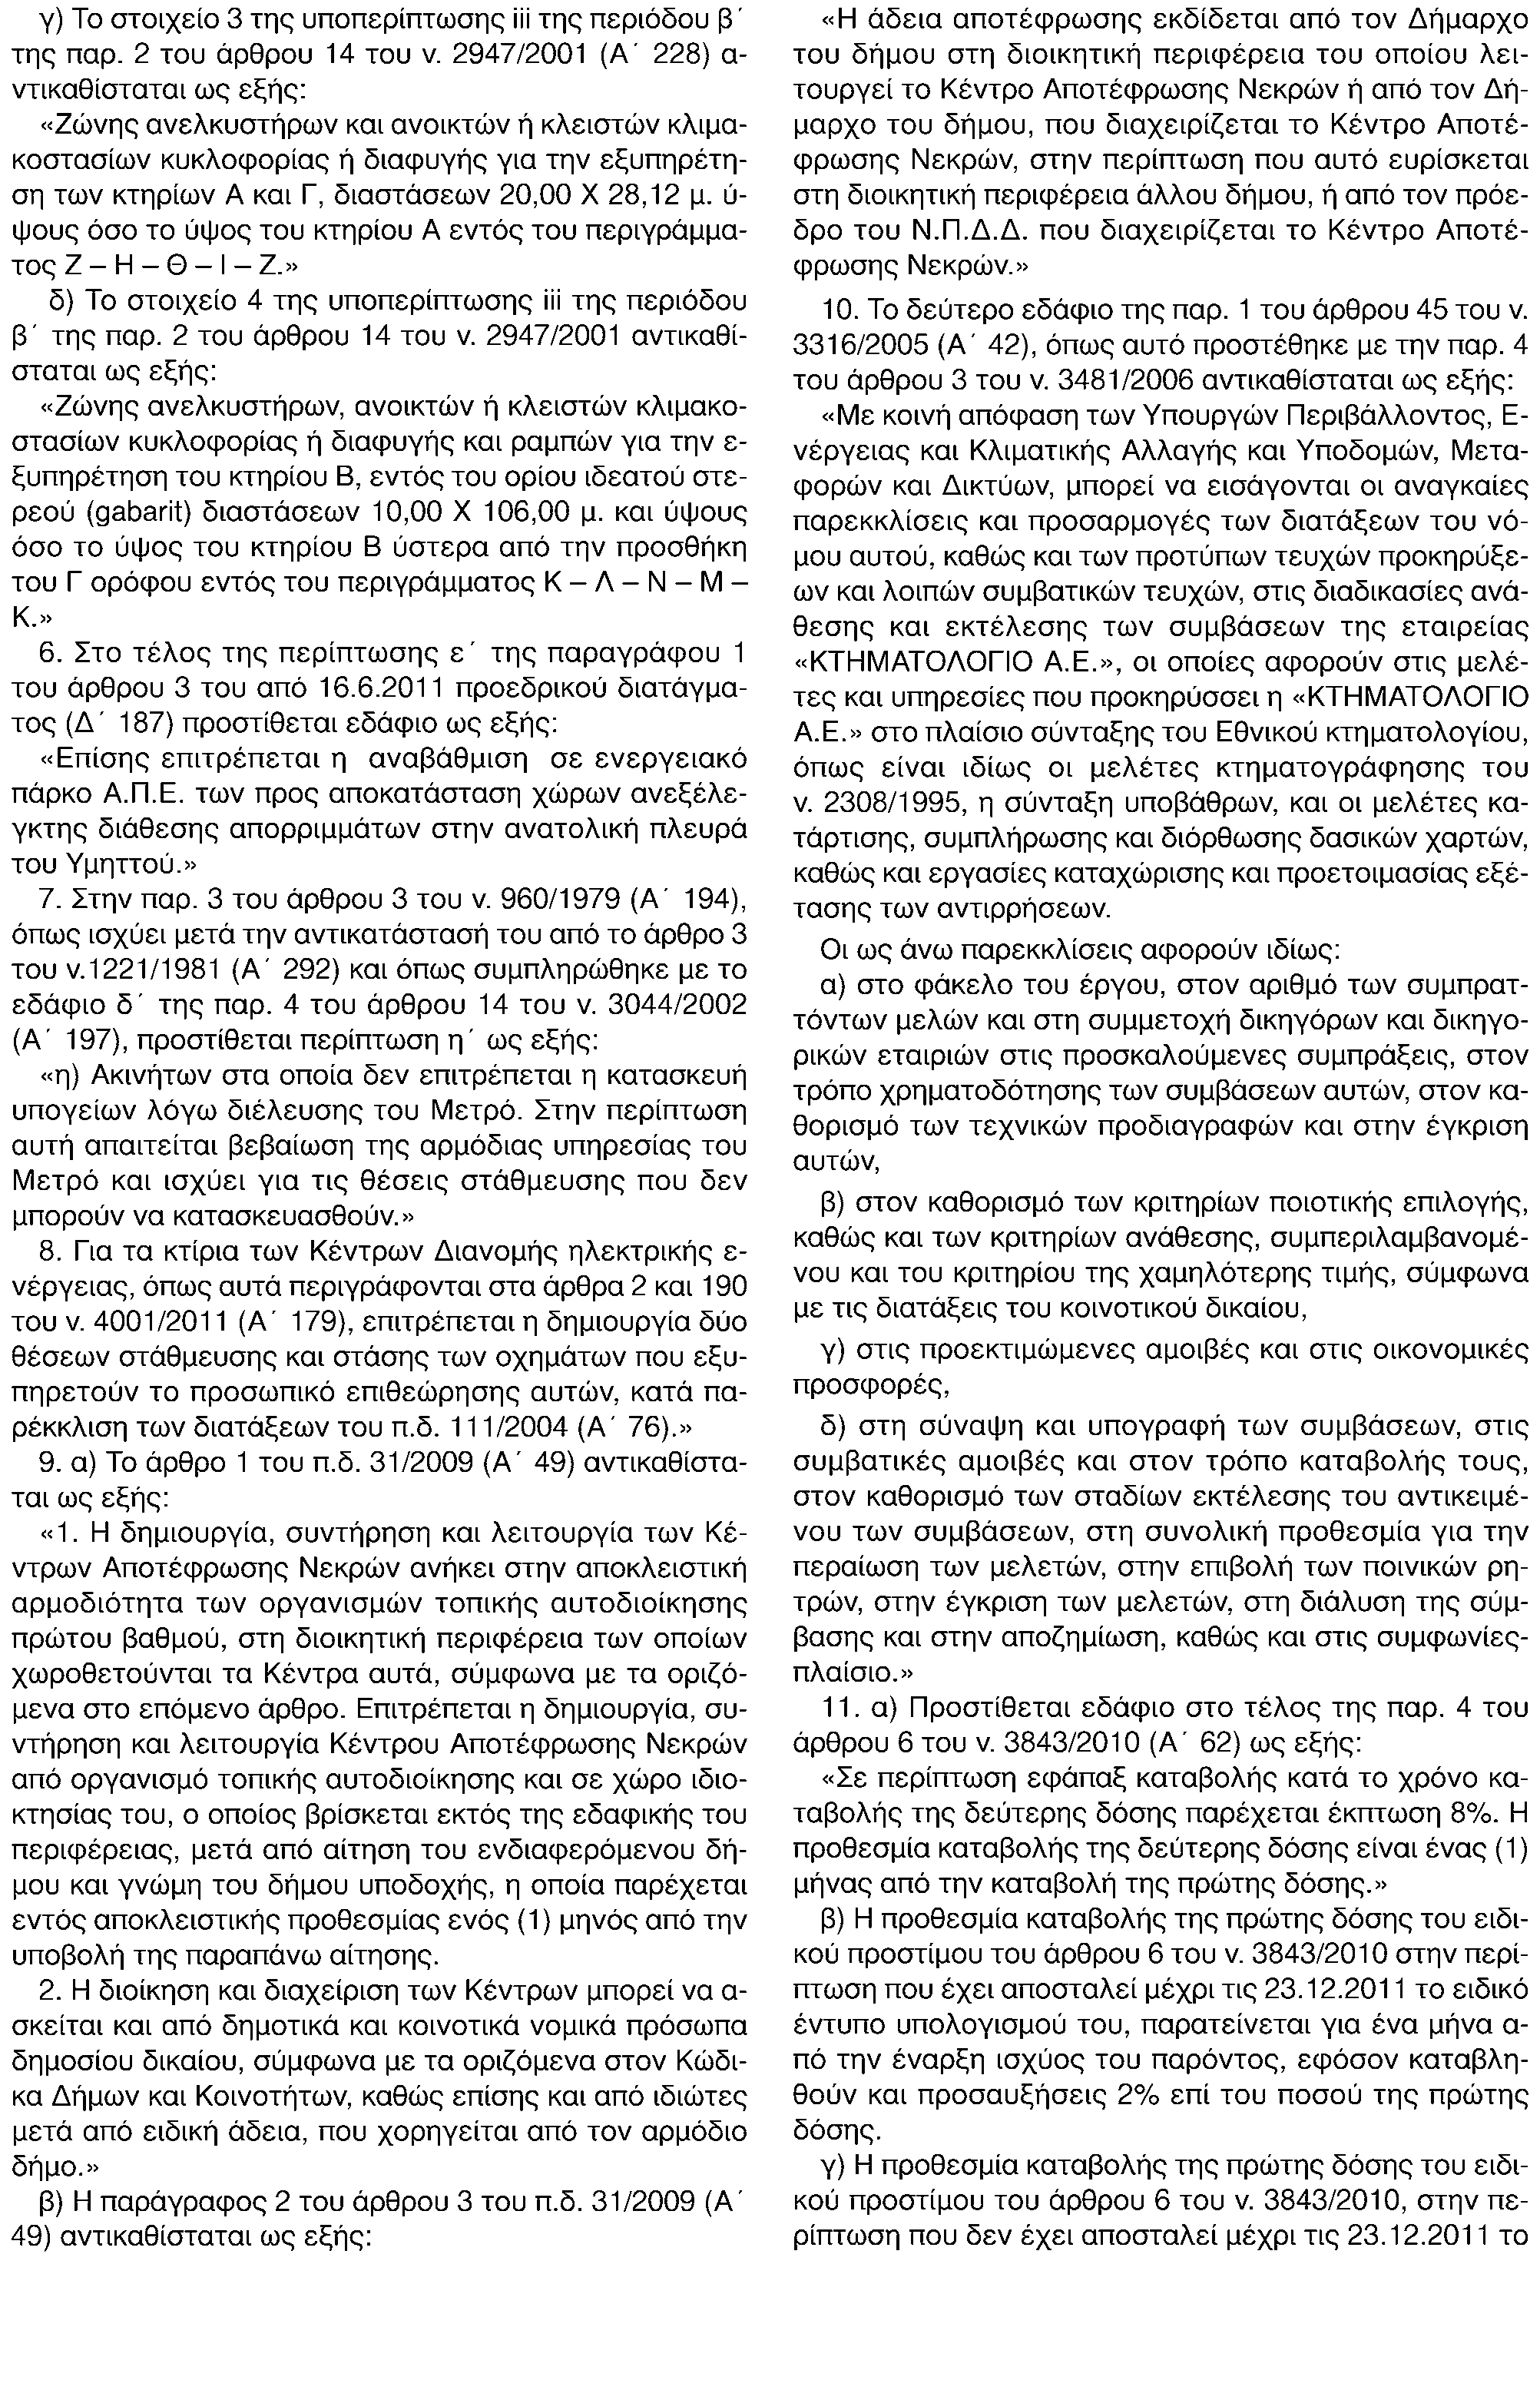 γ) Το στοιχείο 3 της υποπερίπτωσης iii της περιόδου β΄
της παρ. 2 του άρθρου 14 του ν. 2947/2001 (Α΄ 228) α-
ντικαθίσταται ως εξής:
«Ζώνης ανελκυστήρων και ανοικτών ή κλειστών κλιμα-
κοστασίων κυκλοφορίας ή διαφυγής για την εξυπηρέτη-
ση των κτηρίων Α και Γ, διαστάσεων 20,00 Χ 28,12 μ. ύ-
ψους όσο το ύψος του κτηρίου Α εντός του περιγράμμα-
τος Ζ – Η – Θ – Ι – Ζ.»
δ) Το στοιχείο 4 της υποπερίπτωσης iii της περιόδου
β΄ της παρ. 2 του άρθρου 14 του ν. 2947/2001 αντικαθί-
σταται ως εξής:
«Ζώνης ανελκυστήρων, ανοικτών ή κλειστών κλιμακο-
στασίων κυκλοφορίας ή διαφυγής και ραμπών για την ε-
ξυπηρέτηση του κτηρίου Β, εντός του ορίου ιδεατού στε-
ρεού (gabarit) διαστάσεων 10,00 Χ 106,00 μ. και ύψους
όσο το ύψος του κτηρίου Β ύστερα από την προσθήκη
του Γ ορόφου εντός του περιγράμματος Κ – Λ – Ν – Μ –
Κ.»
6. Στο τέλος της περίπτωσης ε΄ της παραγράφου 1
του άρθρου 3 του από 16.6.2011 προεδρικού διατάγμα-
τος (Δ΄ 187) προστίθεται εδάφιο ως εξής:
«Επίσης επιτρέπεται η αναβάθμιση σε ενεργειακό
πάρκο Α.Π.Ε. των προς αποκατάσταση χώρων ανεξέλε-
γκτης διάθεσης απορριμμάτων στην ανατολική πλευρά
του Υμηττού.»
7. Στην παρ. 3 του άρθρου 3 του ν. 960/1979 (Α΄ 194),
όπως ισχύει μετά την αντικατάστασή του από το άρθρο 3
του ν.1221/1981 (Α΄ 292) και όπως συμπληρώθηκε με το
εδάφιο δ΄ της παρ. 4 του άρθρου 14 του ν. 3044/2002
(Α΄ 197), προστίθεται περίπτωση η΄ ως εξής:
«η) Ακινήτων στα οποία δεν επιτρέπεται η κατασκευή
υπογείων λόγω διέλευσης του Μετρό. Στην περίπτωση
αυτή απαιτείται βεβαίωση της αρμόδιας υπηρεσίας του
Μετρό και ισχύει για τις θέσεις στάθμευσης που δεν
μπορούν να κατασκευασθούν.»
8. Για τα κτίρια των Κέντρων Διανομής ηλεκτρικής ε-
νέργειας, όπως αυτά περιγράφονται στα άρθρα 2 και 190
του ν. 4001/2011 (Α΄ 179), επιτρέπεται η δημιουργία δύο
θέσεων στάθμευσης και στάσης των οχημάτων που εξυ-
πηρετούν το προσωπικό επιθεώρησης αυτών, κατά πα-
ρέκκλιση των διατάξεων του π.δ. 111/2004 (Α΄ 76).»
9. α) Το άρθρο 1 του π.δ. 31/2009 (Α΄ 49) αντικαθίστα-
ται ως εξής:
«1. Η δημιουργία, συντήρηση και λειτουργία των Κέ-
ντρων Αποτέφρωσης Νεκρών ανήκει στην αποκλειστική
αρμοδιότητα των οργανισμών τοπικής αυτοδιοίκησης
πρώτου βαθμού, στη διοικητική περιφέρεια των οποίων
χωροθετούνται τα Κέντρα αυτά, σύμφωνα με τα οριζό-
μενα στο επόμενο άρθρο. Επιτρέπεται η δημιουργία, συ-
ντήρηση και λειτουργία Κέντρου Αποτέφρωσης Νεκρών
από οργανισμό τοπικής αυτοδιοίκησης και σε χώρο ιδιο-
κτησίας του, ο οποίος βρίσκεται εκτός της εδαφικής του
περιφέρειας, μετά από αίτηση του ενδιαφερόμενου δή-
μου και γνώμη του δήμου υποδοχής, η οποία παρέχεται
εντός αποκλειστικής προθεσμίας ενός (1) μηνός από την
υποβολή της παραπάνω αίτησης.
2. Η διοίκηση και διαχείριση των Κέντρων μπορεί να α-
σκείται και από δημοτικά και κοινοτικά νομικά πρόσωπα
δημοσίου δικαίου, σύμφωνα με τα οριζόμενα στον Κώδι-
κα Δήμων και Κοινοτήτων, καθώς επίσης και από ιδιώτες
μετά από ειδική άδεια, που χορηγείται από τον αρμόδιο
δήμο.»
β) Η παράγραφος 2 του άρθρου 3 του π.δ. 31/2009 (Α΄
49) αντικαθίσταται ως εξής:
«Η άδεια αποτέφρωσης εκδίδεται από τον Δήμαρχο
του δήμου στη διοικητική περιφέρεια του οποίου λει-
τουργεί το Κέντρο Αποτέφρωσης Νεκρών ή από τον Δή-
μαρχο του δήμου, που διαχειρίζεται το Κέντρο Αποτέ-
φρωσης Νεκρών, στην περίπτωση που αυτό ευρίσκεται
στη διοικητική περιφέρεια άλλου δήμου, ή από τον πρόε-
δρο του Ν.Π.Δ.Δ. που διαχειρίζεται το Κέντρο Αποτέ-
φρωσης Νεκρών.»
10. Το δεύτερο εδάφιο της παρ. 1 του άρθρου 45 του ν.
3316/2005 (Α΄ 42), όπως αυτό προστέθηκε με την παρ. 4
του άρθρου 3 του ν. 3481/2006 αντικαθίσταται ως εξής:
«Με κοινή απόφαση των Υπουργών Περιβάλλοντος, Ε-
νέργειας και Κλιματικής Αλλαγής και Υποδομών, Μετα-
φορών και Δικτύων, μπορεί να εισάγονται οι αναγκαίες
παρεκκλίσεις και προσαρμογές των διατάξεων του νό-
μου αυτού, καθώς και των προτύπων τευχών προκηρύξε-
ων και λοιπών συμβατικών τευχών, στις διαδικασίες ανά-
θεσης και εκτέλεσης των συμβάσεων της εταιρείας
«ΚΤΗΜΑΤΟΛΟΓΙΟ Α.Ε.», οι οποίες αφορούν στις μελέ-
τες και υπηρεσίες που προκηρύσσει η «ΚΤΗΜΑΤΟΛΟΓΙΟ
Α.Ε.» στο πλαίσιο σύνταξης του Εθνικού κτηματολογίου,
όπως είναι ιδίως οι μελέτες κτηματογράφησης του
ν. 2308/1995, η σύνταξη υποβάθρων, και οι μελέτες κα-
τάρτισης, συμπλήρωσης και διόρθωσης δασικών χαρτών,
καθώς και εργασίες καταχώρισης και προετοιμασίας εξέ-
τασης των αντιρρήσεων.
Οι ως άνω παρεκκλίσεις αφορούν ιδίως:
α) στο φάκελο του έργου, στον αριθμό των συμπρατ-
τόντων μελών και στη συμμετοχή δικηγόρων και δικηγο-
ρικών εταιριών στις προσκαλούμενες συμπράξεις, στον
τρόπο χρηματοδότησης των συμβάσεων αυτών, στον κα-
θορισμό των τεχνικών προδιαγραφών και στην έγκριση
αυτών,
β) στον καθορισμό των κριτηρίων ποιοτικής επιλογής,
καθώς και των κριτηρίων ανάθεσης, συμπεριλαμβανομέ-
νου και του κριτηρίου της χαμηλότερης τιμής, σύμφωνα
με τις διατάξεις του κοινοτικού δικαίου,
γ) στις προεκτιμώμενες αμοιβές και στις οικονομικές
προσφορές,
δ) στη σύναψη και υπογραφή των συμβάσεων, στις
συμβατικές αμοιβές και στον τρόπο καταβολής τους,
στον καθορισμό των σταδίων εκτέλεσης του αντικειμέ-
νου των συμβάσεων, στη συνολική προθεσμία για την
περαίωση των μελετών, στην επιβολή των ποινικών ρη-
τρών, στην έγκριση των μελετών, στη διάλυση της σύμ-
βασης και στην αποζημίωση, καθώς και στις συμφωνίες-
πλαίσιο.»
11. α) Προστίθεται εδάφιο στο τέλος της παρ. 4 του
άρθρου 6 του ν. 3843/2010 (Α΄ 62) ως εξής:
«Σε περίπτωση εφάπαξ καταβολής κατά το χρόνο κα-
ταβολής της δεύτερης δόσης παρέχεται έκπτωση 8%. Η
προθεσμία καταβολής της δεύτερης δόσης είναι ένας (1)
μήνας από την καταβολή της πρώτης δόσης.»
β) Η προθεσμία καταβολής της πρώτης δόσης του ειδι-
κού προστίμου του άρθρου 6 του ν. 3843/2010 στην περί-
πτωση που έχει αποσταλεί μέχρι τις 23.12.2011 το ειδικό
έντυπο υπολογισμού του, παρατείνεται για ένα μήνα α-
πό την έναρξη ισχύος του παρόντος, εφόσον καταβλη-
θούν και προσαυξήσεις 2% επί του ποσού της πρώτης
δόσης.
γ) Η προθεσμία καταβολής της πρώτης δόσης του ειδι-
κού προστίμου του άρθρου 6 του ν. 3843/2010, στην πε-
ρίπτωση που δεν έχει αποσταλεί μέχρι τις 23.12.2011 το